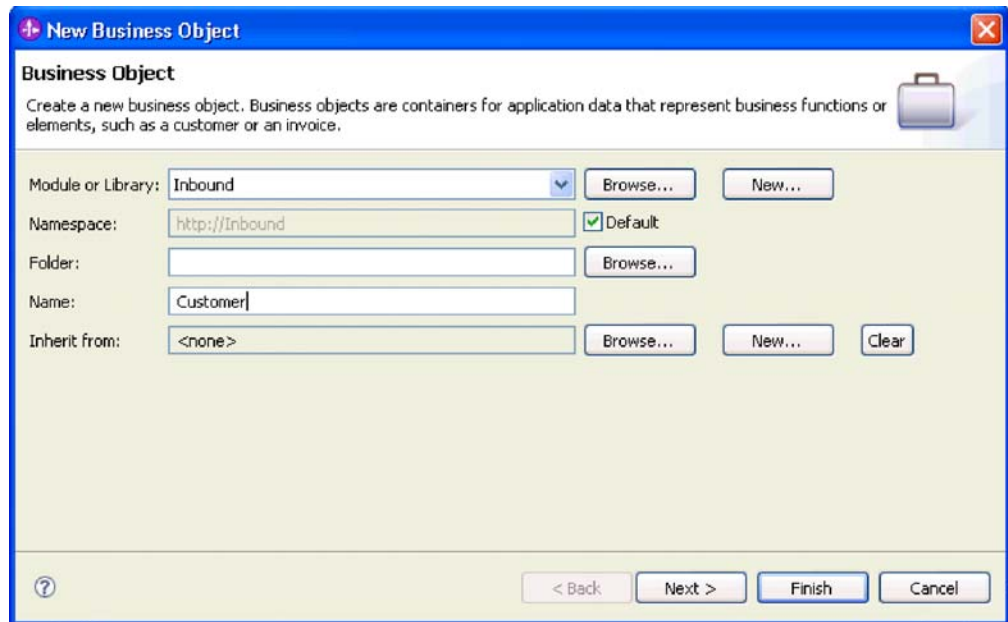 New Business Object
Business Object
Create a new business object. Business objects are containers for application data that represent business functions or
elements, such as a customer or an invoice.
Module or Library: Inbound Browse... New...
Namespace: http://Inbound Default
Folder: Browse...
Name: Customer
Inherit from: <none> Browse... New... Clear
? < Back Next > Finish Cancel